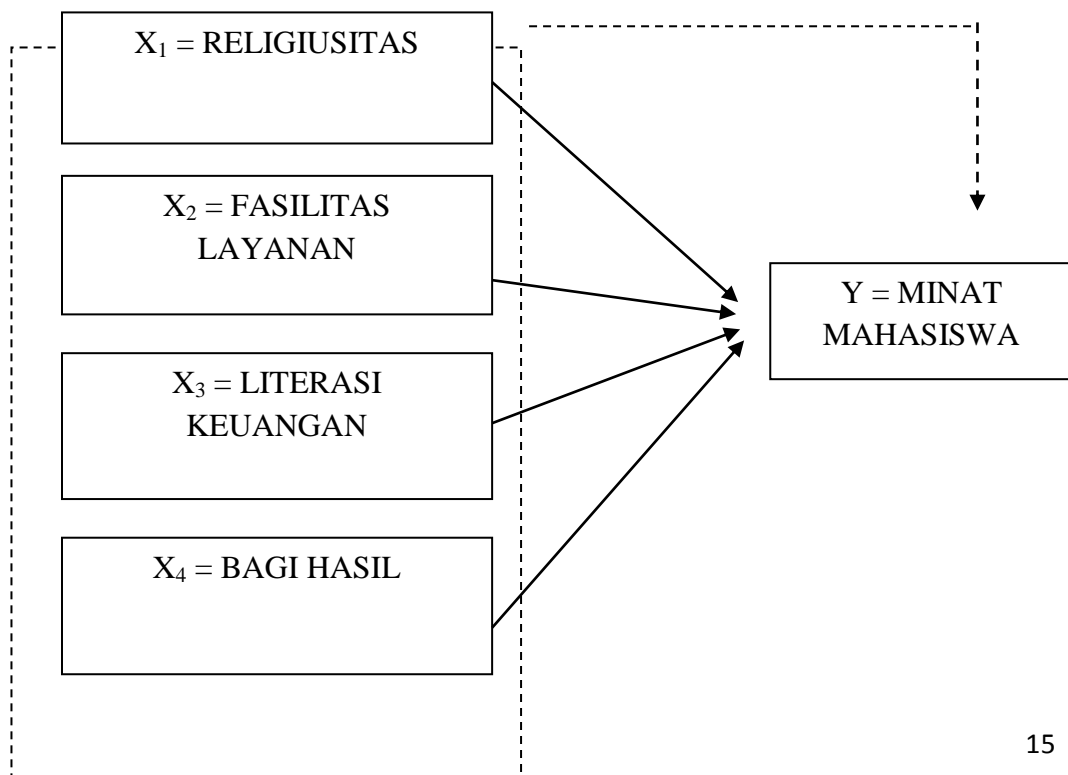 X₁ = RELIGIUSITAS
X₂ = FASILITAS
LAYANAN
X₃ = LITERASI
KEUANGAN
X₄ = BAGI HASIL
Y = MINAT
MAHASISWA
15